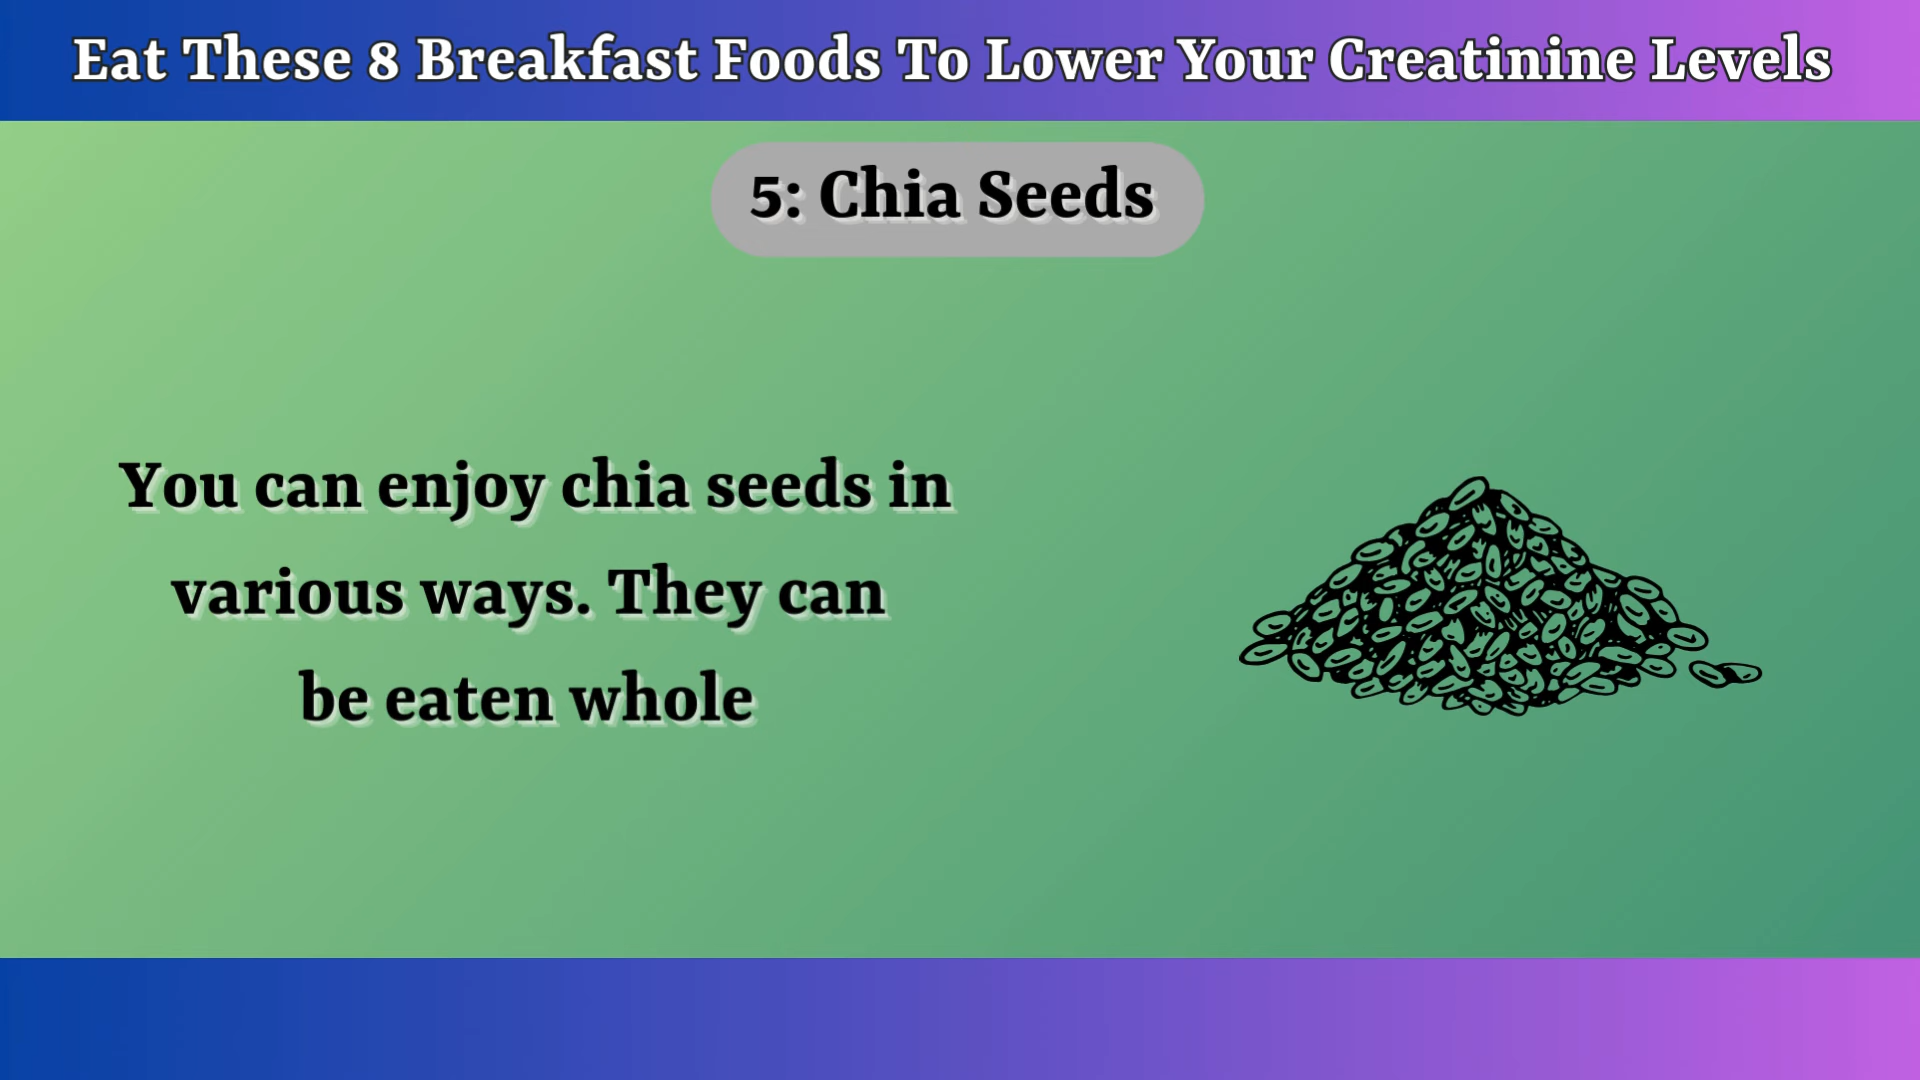 Eat These 8 Breakfast Foods To Lower Your Creatinine Levels
5: Chia Seeds
You can enjoy chia seeds in
various ways. They can
be eaten whole